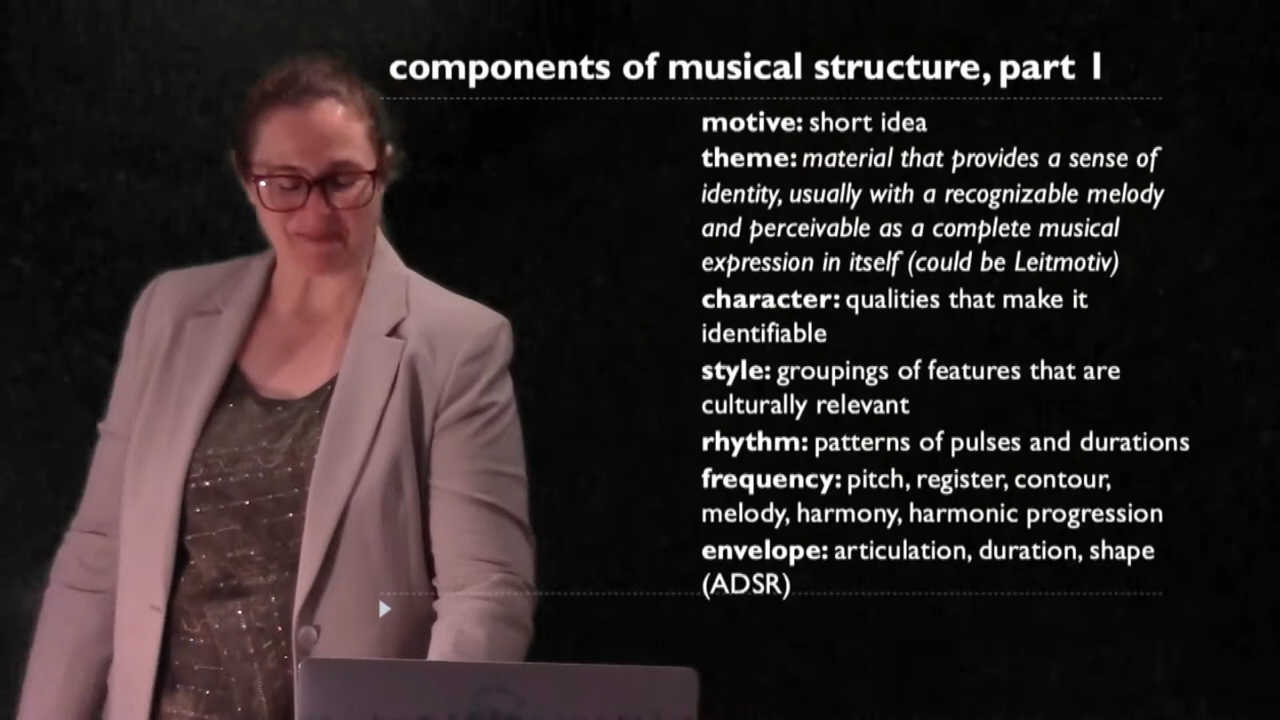 components of musical structure, part 1
motive: short idea
theme: material that provides a sense of
identity, usually with a recognizable melody
and perceivable as a complete musical
expression in itself (could be Leitmotiv)
character: qualities that make it
identifiable
style: groupings of features that are
culturally relevant
rhythm: patterns of pulses and durations
frequency: pitch, register, contour,
melody, harmony, harmonic progression
envelope: articulation, duration, shape
(ADSR)